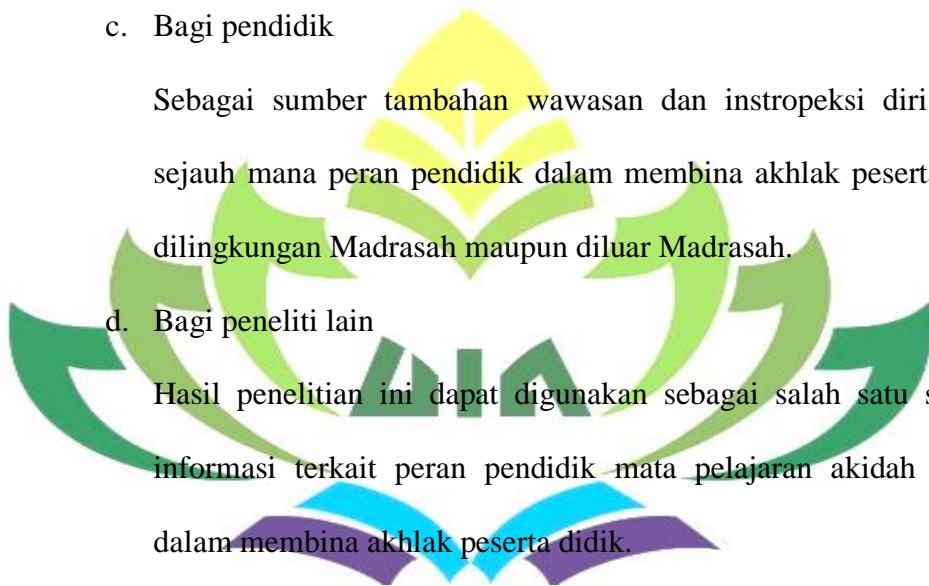 c. Bagi pendidik
Sebagai sumber tambahan wawasan dan instropeksi diri
sejauh mana peran pendidik dalam membina akhlak peserta
dilingkungan Madrasah maupun diluar Madrasah.
d. Bagi peneliti lain
Hasil penelitian ini dapat digunakan sebagai salah satu
informasi terkait peran pendidik mata pelajaran akidah
dalam membina akhlak peserta didik.